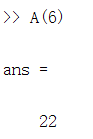 >> A(6)
ans =
22